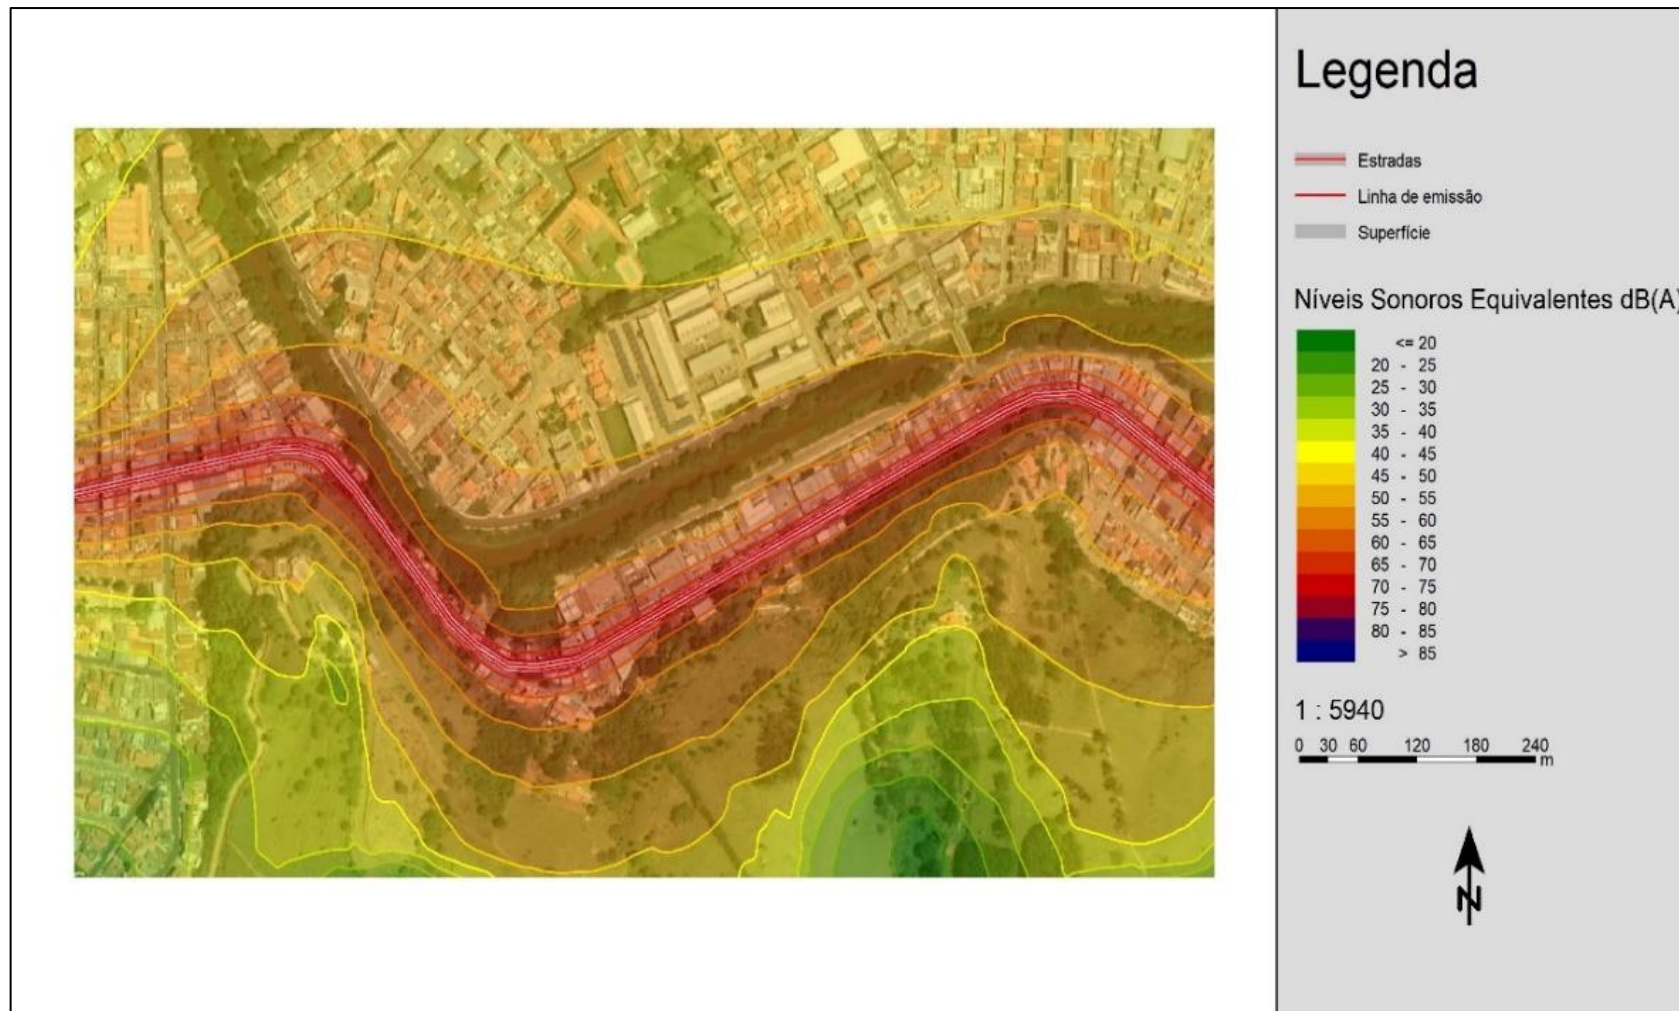 Legenda
Estradas
Linha de emissão
Superfície
Níveis Sonoros Equivalentes dB(A)
<= 20
20 - 25
25 - 30
30 - 35
35 - 40
40 - 45
45 - 50
50 - 55
55 - 60
60 - 65
65 - 70
70 - 75
75 - 80
80 - 85
> 85
1 : 5940
0 30 60 120 180 240
m
N